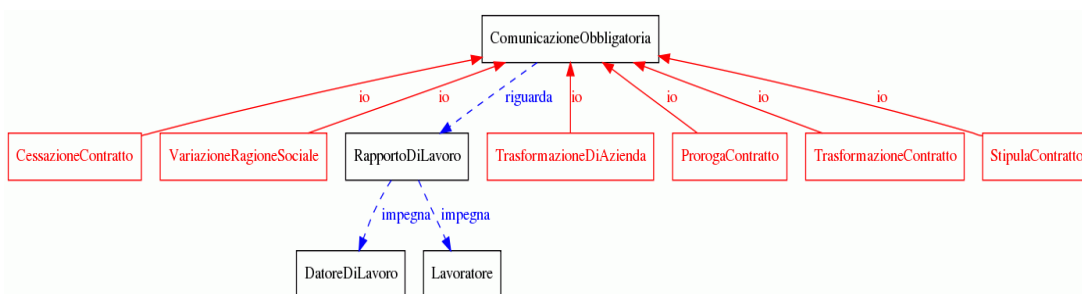 ComunicazioneObbligatoria
io
io
riguarda
io
io
io
io
CessazioneContratto
VariazioneRagioneSociale
RapportoDiLavoro
TrasformazioneDiAzienda
ProrogaContratto
TrasformazioneContratto
StipulaContratto
impegna
impegna
DatoreDiLavoro
Lavoratore